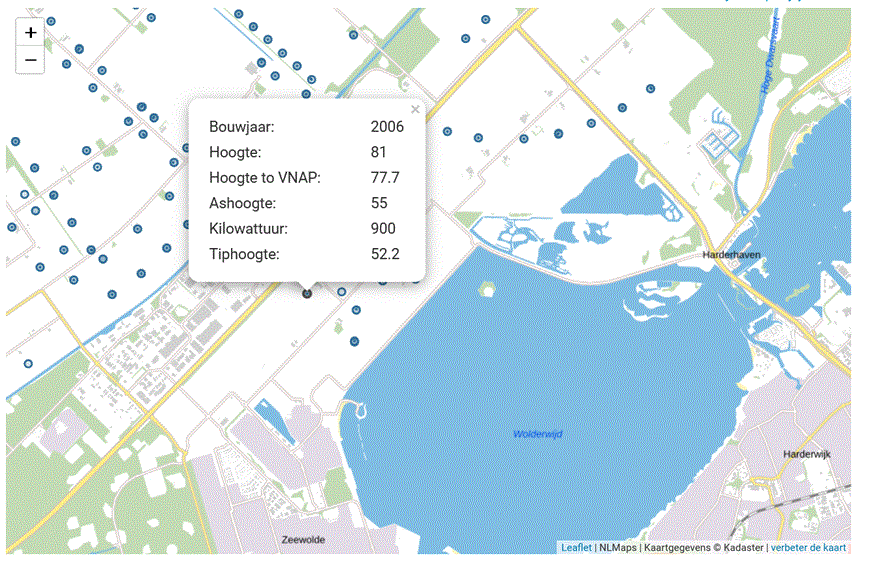 +
−
×
Bouwjaar: 2006
Hoogte: 81
Hoogte to VNAP: 77.7
Ashoogte: 55
Kilowattuur: 900
Tiphoogte: 52.2
Hoge Dwarsvaart
Harderhaven
Wolderwijd
Harderwijk
Zeewolde
Leaflet | NLMaps | Kaartgegevens © Kadaster | verbeter de kaart